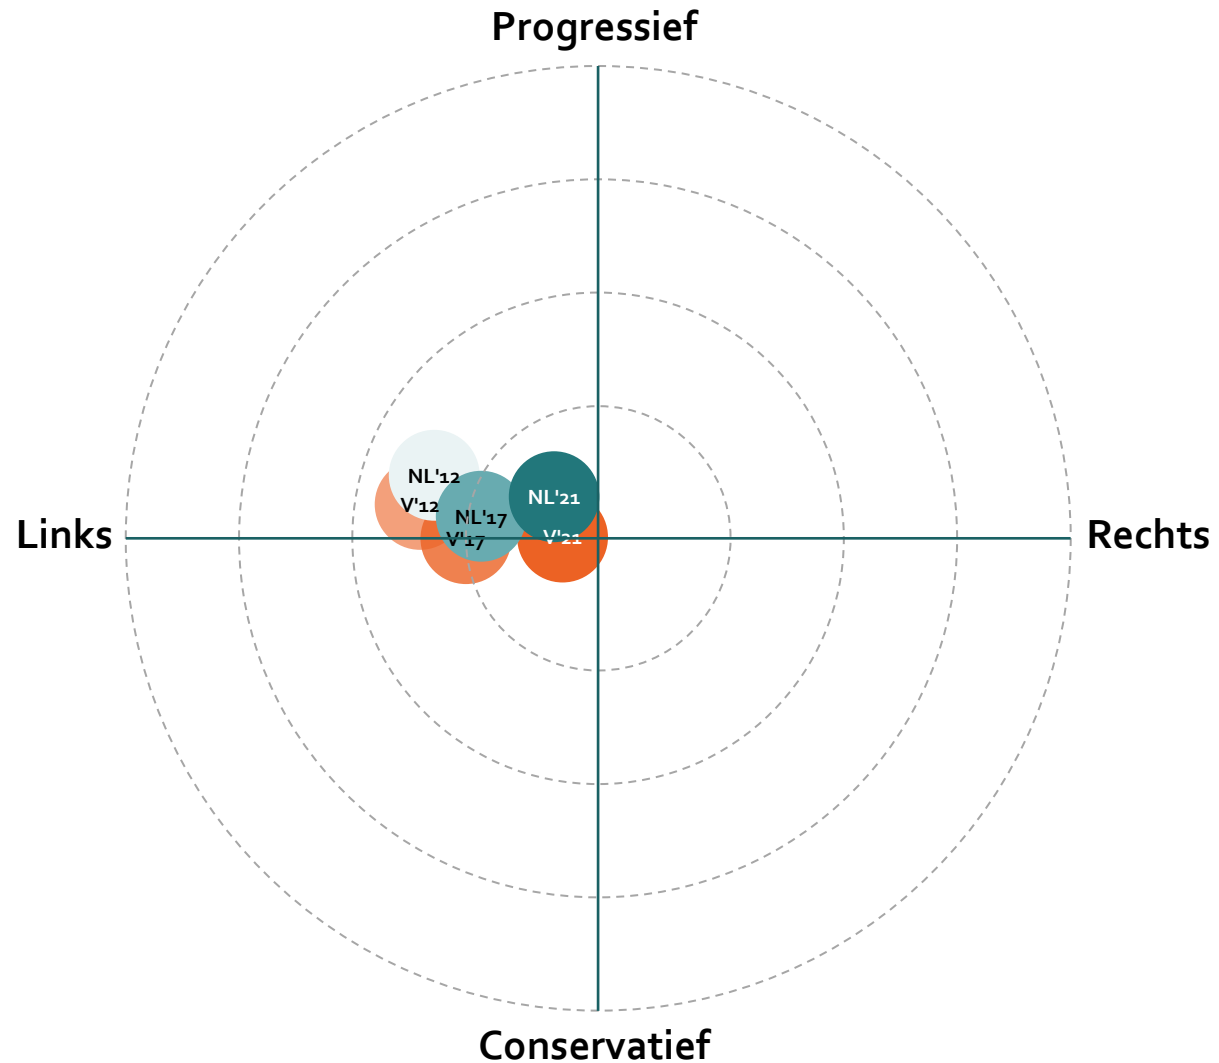 Progressief
NL'12
NL'21
V'12
NL'17
Links
V'17
V'21
Rechts
Conservatief